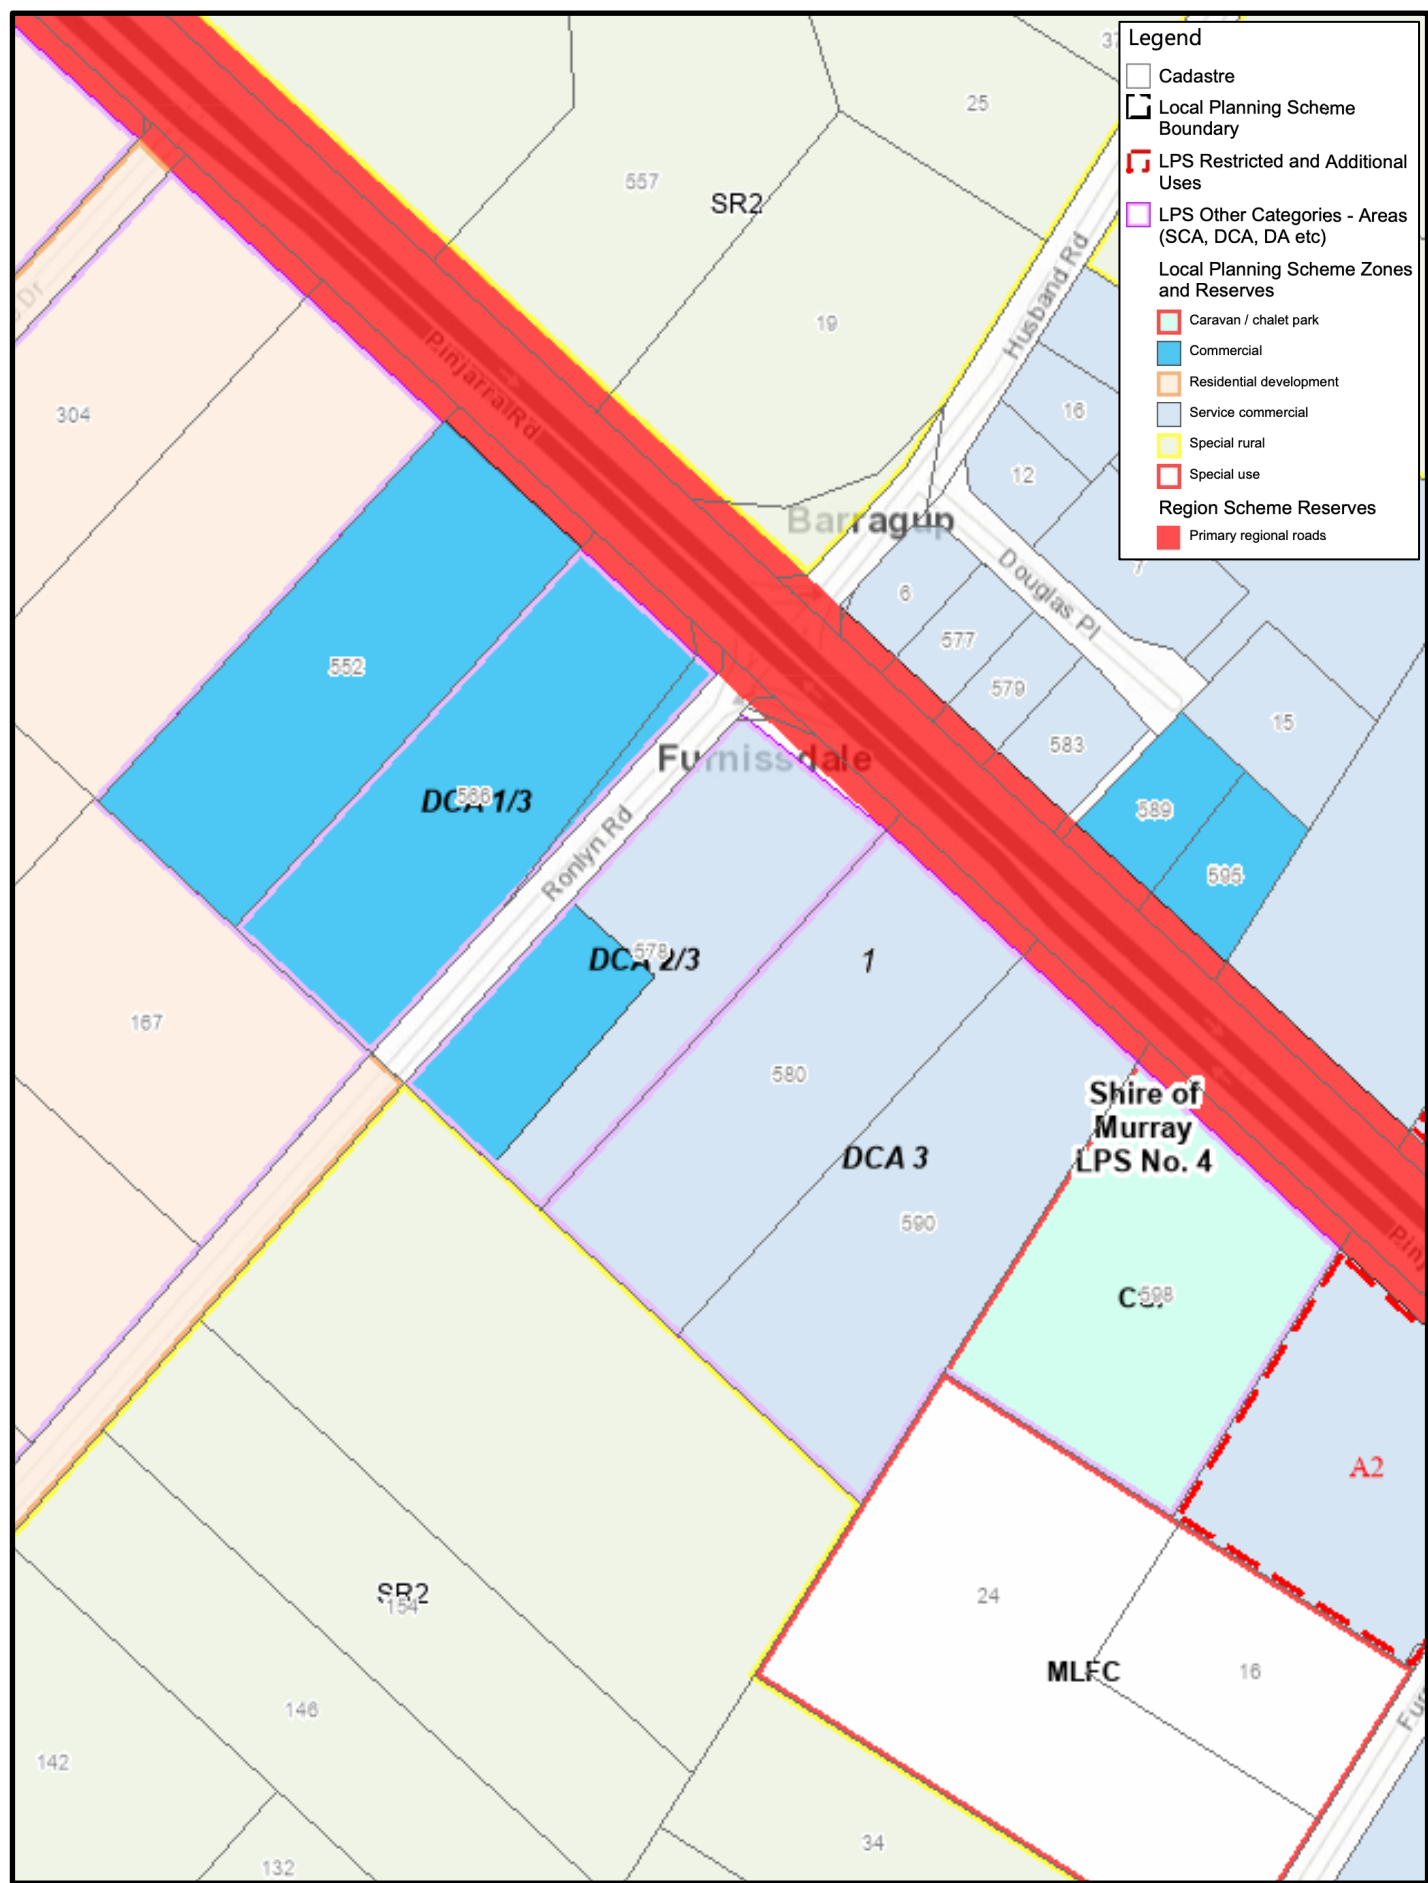 Legend
Cadastre
Local Planning Scheme
Boundary
LPS Restricted and Additional
Uses
LPS Other Categories - Areas
(SCA, DCA, DA etc)
Local Planning Scheme Zones
and Reserves
Caravan / chalet park
Commercial
Residential development
Service commercial
Special rural
Special use
Region Scheme Reserves
Primary regional roads
25
557
SR2
19
Husband Rd
Dr
304
Pinjarra Rd
16
12
Barragup
Douglas Pl
6
577
579
583
15
552
Furnissdale
DCA 1/3
566
589
595
Ronlyn Rd
DCA 2/3
578
1
167
580
Shire of
Murray
LPS No. 4
DCA 3
590
598
A2
SR2
154
24
MLFC
16
146
142
34
132